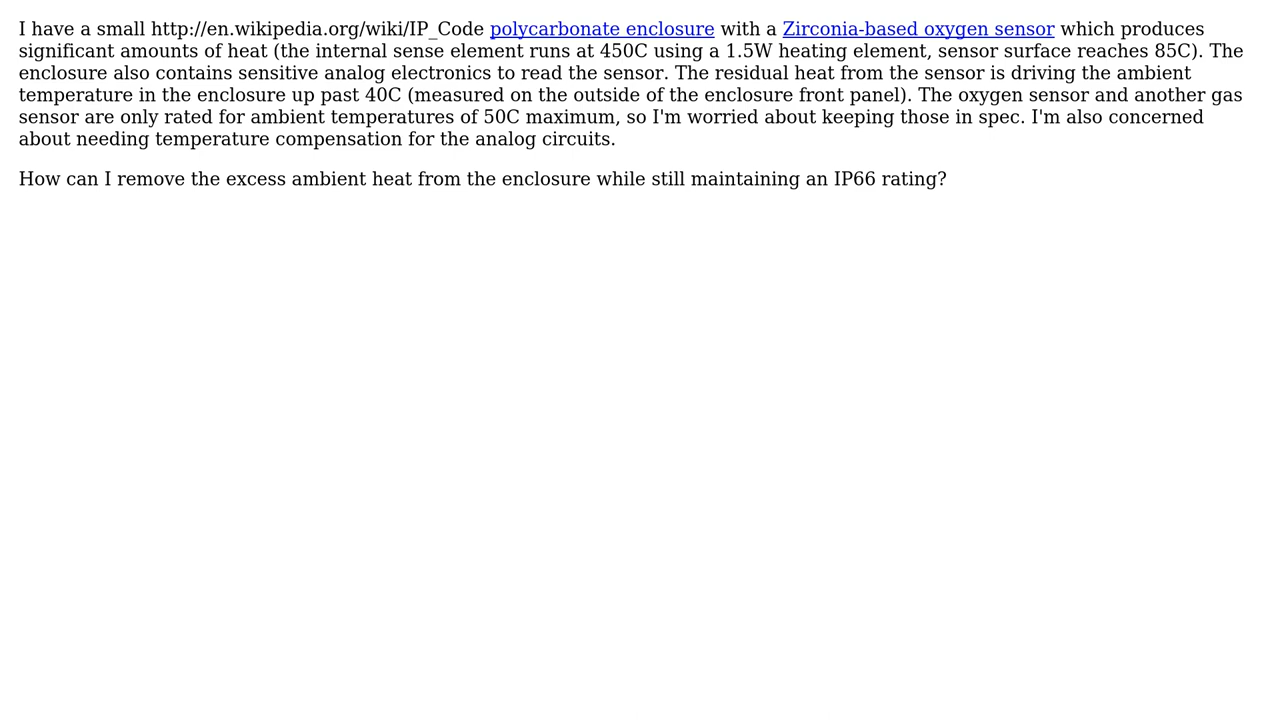 I have a small http://en.wikipedia.org/wiki/IP_Code polycarbonate enclosure with a Zirconia-based oxygen sensor which produces
significant amounts of heat (the internal sense element runs at 450C using a 1.5W heating element, sensor surface reaches 85C). The
enclosure also contains sensitive analog electronics to read the sensor. The residual heat from the sensor is driving the ambient
temperature in the enclosure up past 40C (measured on the outside of the enclosure front panel). The oxygen sensor and another gas
sensor are only rated for ambient temperatures of 50C maximum, so I'm worried about keeping those in spec. I'm also concerned
about needing temperature compensation for the analog circuits.
How can I remove the excess ambient heat from the enclosure while still maintaining an IP66 rating?